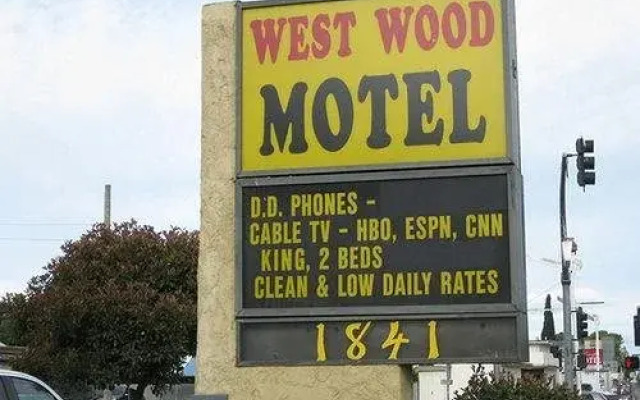 WEST WOOD
MOTEL
D.D. PHONES -
CABLE TV - HBO, ESPN, CNN
KING, 2 BEDS
CLEAN & LOW DAILY RATES
1841